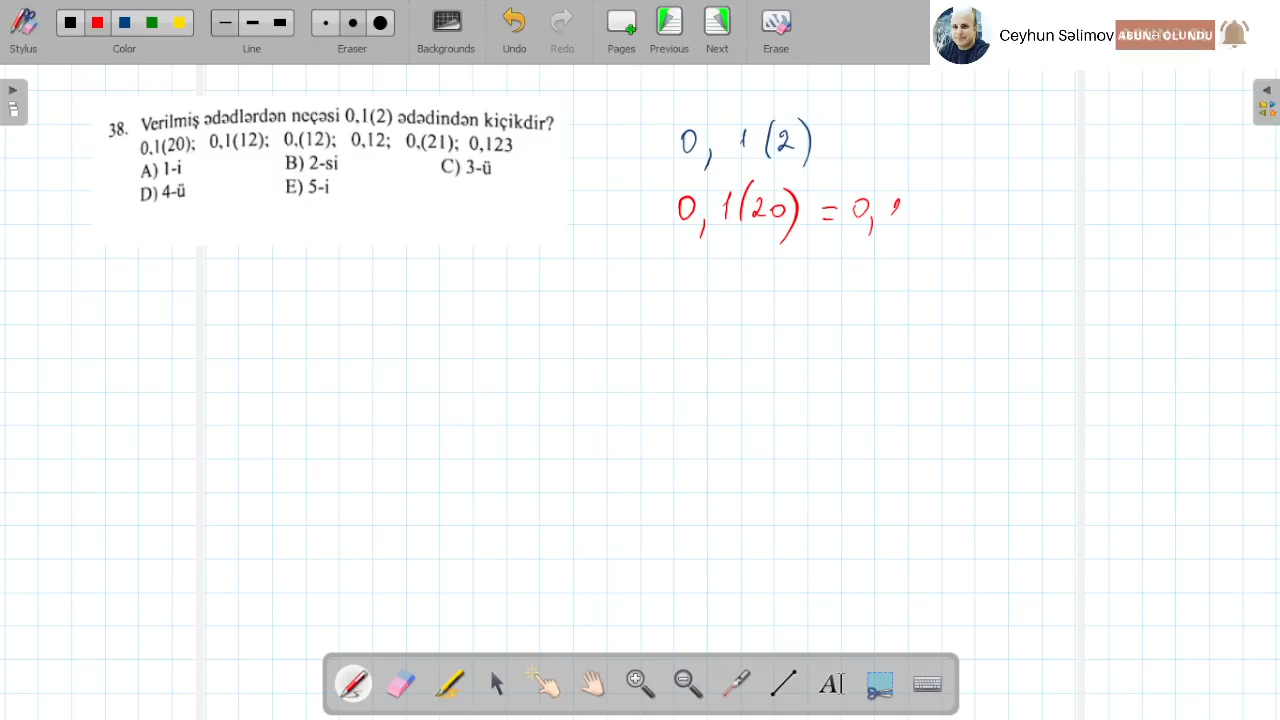 Stylus Color Line Eraser Backgrounds Undo Redo Pages Previous Next Erase
Ceyhun Səlimov
ABUNƏ OLUNDU
38. Verilmiş ədədlərdən neçəsi 0,1(2) ədədindən kiçikdir?
0,1(20); 0,1(12); 0,(12); 0,12; 0,(21); 0,123
A) 1-i B) 2-si C) 3-ü
D) 4-ü E) 5-i
0, 1(2)
0, 1(20) = 0,